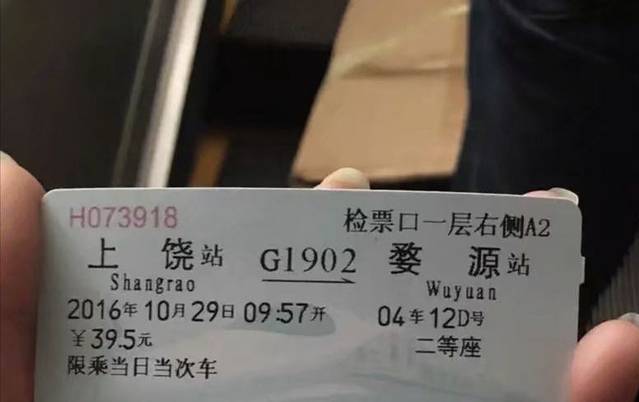 H073918 检票口一层右侧A2
上饶站 G1902 婺源站
Shangrao Wuyuan
2016年10月29日09:57开 04车12D号
￥39.5元 二等座
限乘当日当次车